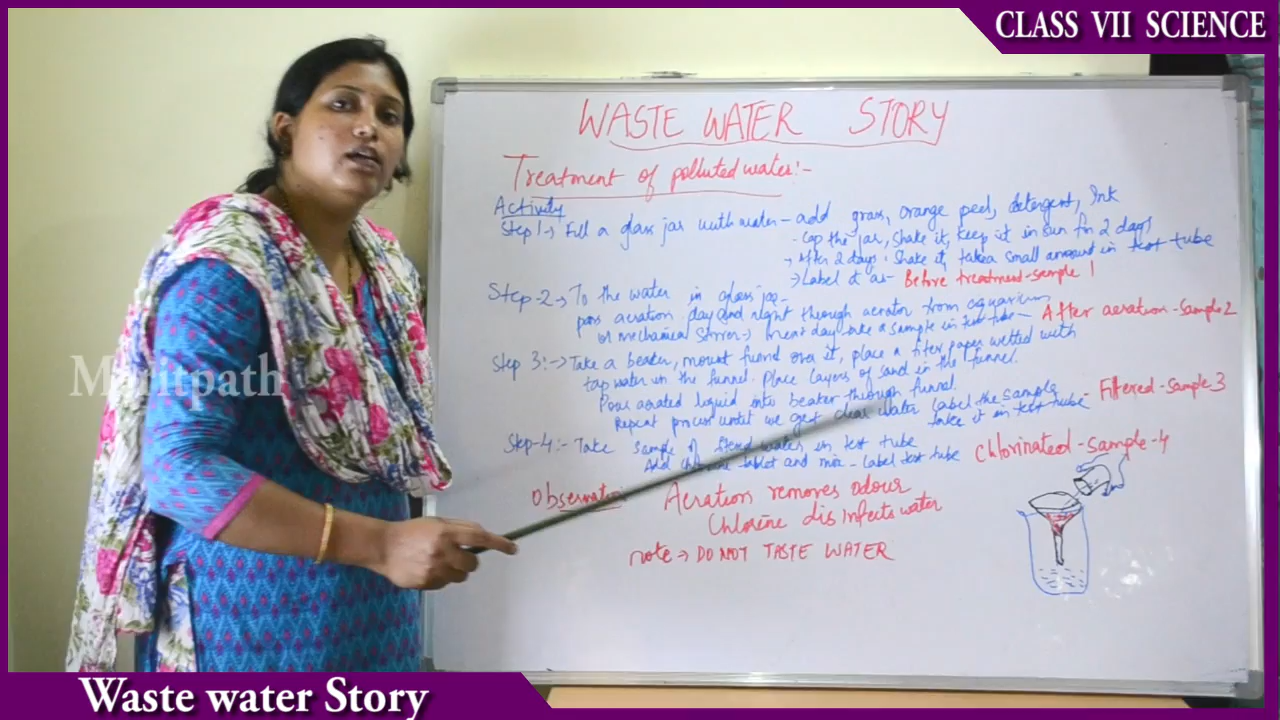 CLASS VII SCIENCE
WASTE WATER STORY
Treatment of polluted water:-
Activity
Step 1→ Fill a glass jar with water - add grass, orange peel, detergent, Ink
- Cap the jar, shake it, keep it in sun for 2 days
→ After 2 days, shake it, take a small amount in test tube
→ Label it as - Before treatment-sample 1
Step-2→ To the water in glass jar -
pass aeration day and night through aerator from aquarium
or mechanical stirrer→ Next day take a sample in test tube - After aeration-sample 2
Step 3:→ Take a beaker, mount funnel over it, place a filter paper wetted with
tap water in the funnel. Place layers of sand in the funnel.
Pour aerated liquid into beaker through funnel.
Repeat process until we get clear water Label the sample
take it in test tube - Filtered-sample 3
Step-4:- Take sample of water in test tube
Add tablet and mix - Label test tube Chlorinated-sample-4
Observation Aeration removes odour
Chlorine disinfects water
note → DO NOT TASTE WATER
Meritpath
Waste water Story